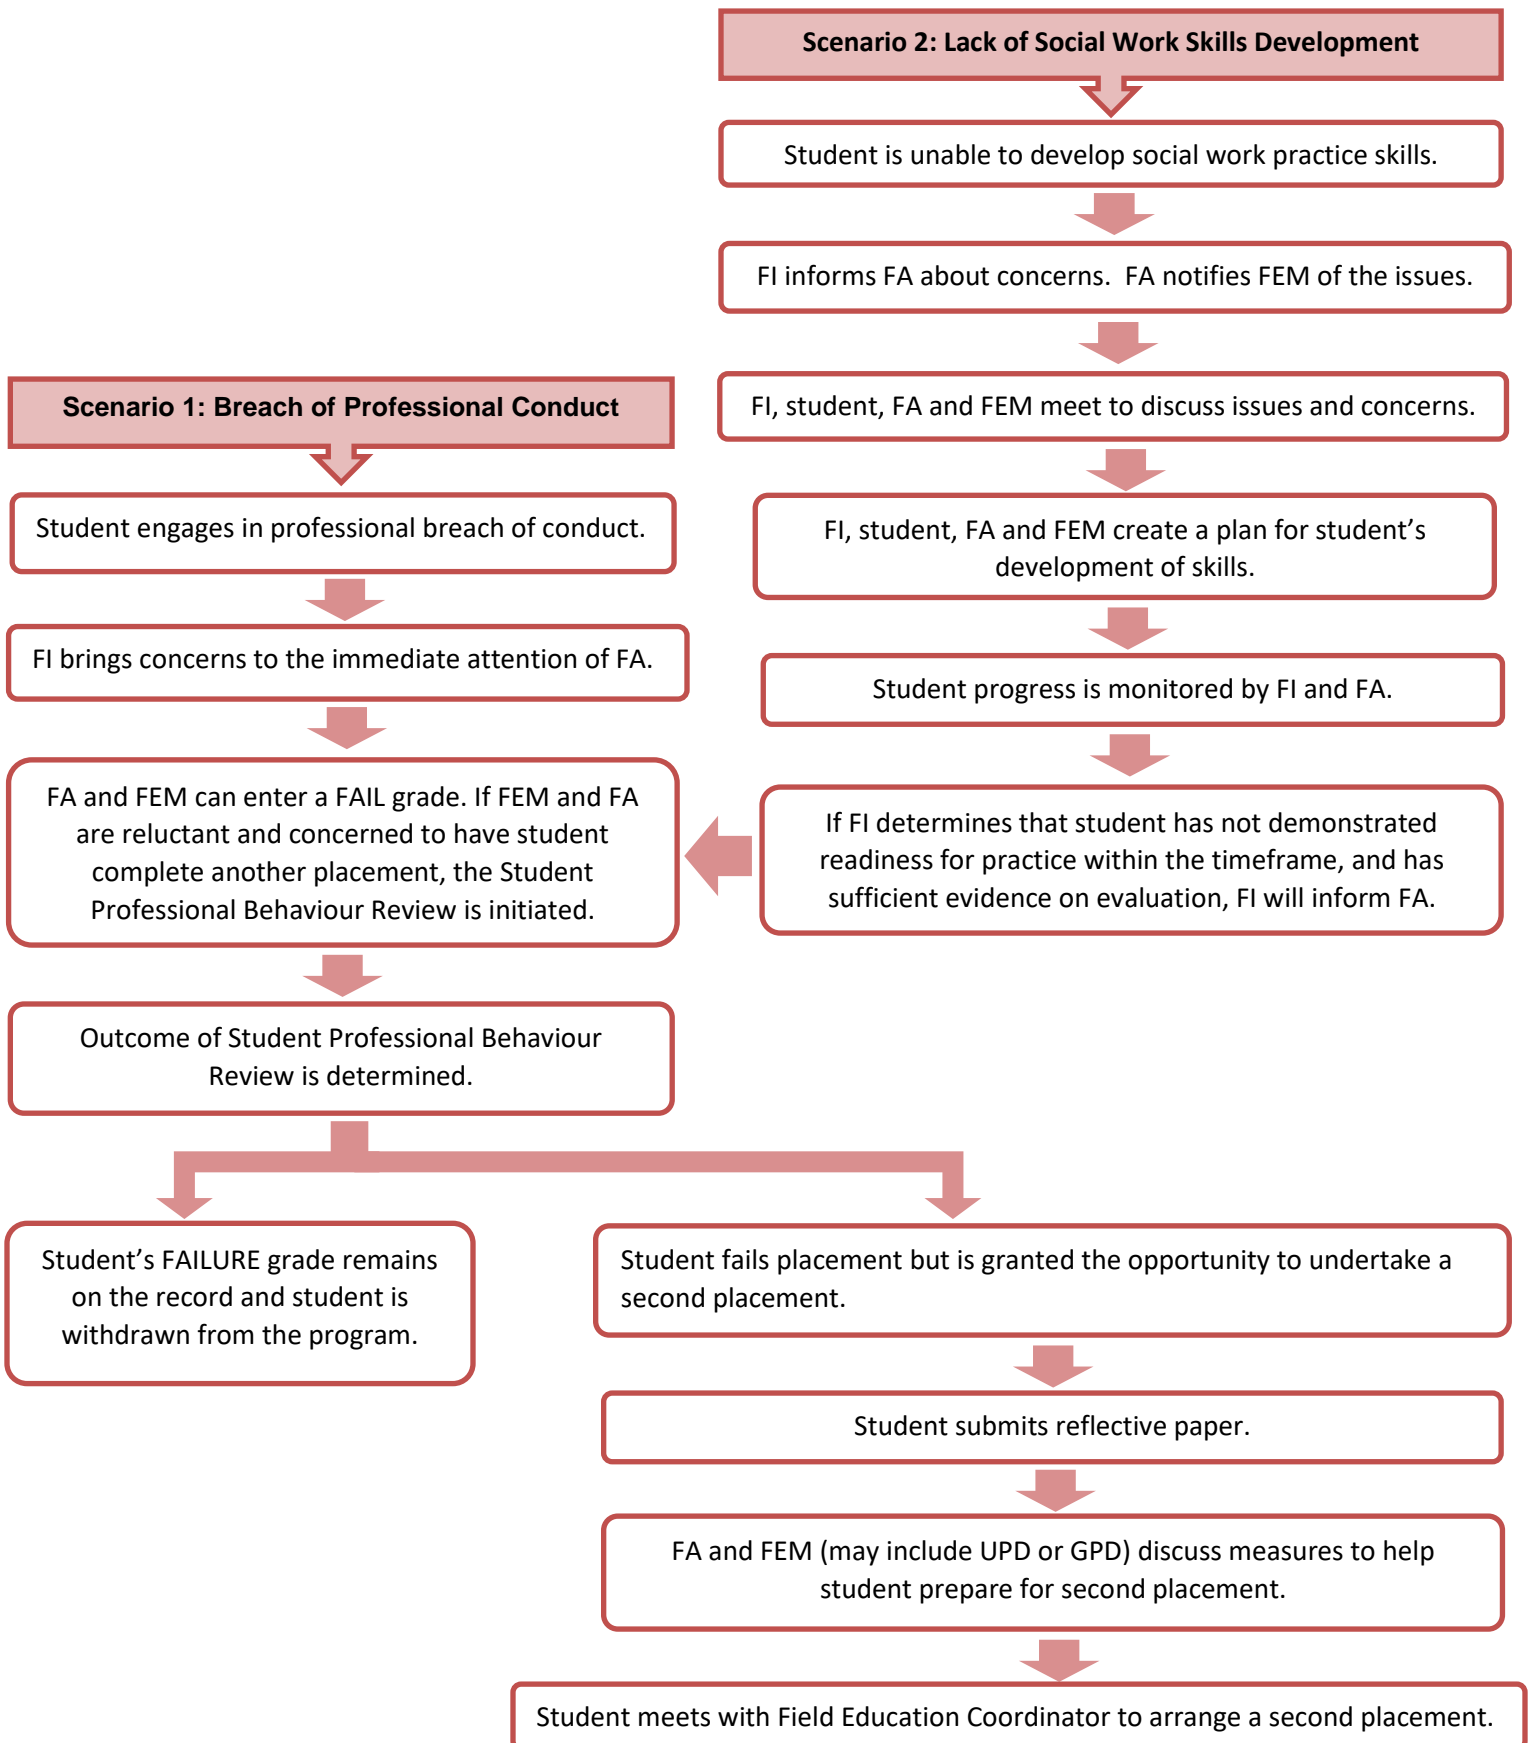 Scenario 2: Lack of Social Work Skills Development
Student is unable to develop social work practice skills.
FI informs FA about concerns.  FA notifies FEM of the issues.
FI, student, FA and FEM meet to discuss issues and concerns.
FI, student, FA and FEM create a plan for student’s
development of skills.
Student progress is monitored by FI and FA.
If FI determines that student has not demonstrated
readiness for practice within the timeframe, and has
sufficient evidence on evaluation, FI will inform FA.
Scenario 1: Breach of Professional Conduct
Student engages in professional breach of conduct.
FI brings concerns to the immediate attention of FA.
FA and FEM can enter a FAIL grade. If FEM and FA
are reluctant and concerned to have student
complete another placement, the Student
Professional Behaviour Review is initiated.
Outcome of Student Professional Behaviour
Review is determined.
Student’s FAILURE grade remains
on the record and student is
withdrawn from the program.
Student fails placement but is granted the opportunity to undertake a
second placement.
Student submits reflective paper.
FA and FEM (may include UPD or GPD) discuss measures to help
student prepare for second placement.
Student meets with Field Education Coordinator to arrange a second placement.